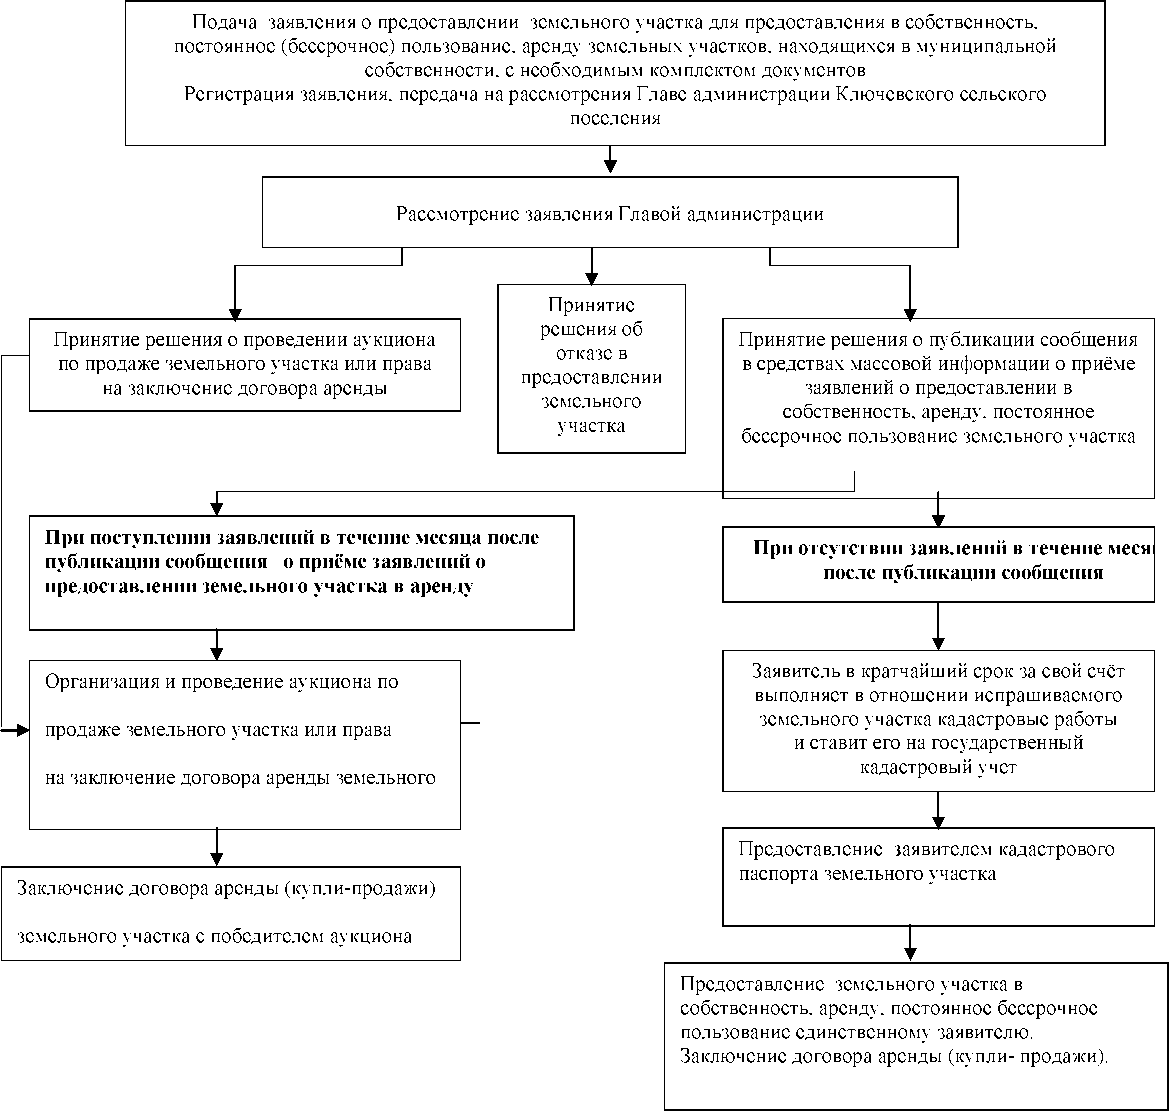 Подача заявления о предоставлении земельного участка для предоставления в собственность,
постоянное (бессрочное) пользование, аренду земельных участков, находящихся в муниципальной
собственности, с необходимым комплектом документов
Регистрация заявления, передача на рассмотрения Главе администрации Ключевского сельского
поселения
Рассмотрение заявления Главой администрации
Принятие решения о проведении аукциона
по продаже земельного участка или права
на заключение договора аренды
Принятие
решения об
отказе в
предоставлении
земельного
участка
Принятие решения о публикации сообщения
в средствах массовой информации о приёме
заявлений о предоставлении в
собственность, аренду, постоянное
бессрочное пользование земельного участка
При поступлении заявлений в течение месяца после
публикации сообщения о приёме заявлений о
предоставлении земельного участка в аренду
При отсутствии заявлений в течение меся
после публикации сообщения
Организация и проведение аукциона по
продаже земельного участка или права
на заключение договора аренды земельного
Заявитель в кратчайший срок за свой счёт
выполняет в отношении испрашиваемого
земельного участка кадастровые работы
и ставит его на государственный
кадастровый учет
Заключение договора аренды (купли-продажи)
земельного участка с победителем аукциона
Предоставление заявителем кадастрового
паспорта земельного участка
Предоставление земельного участка в
собственность, аренду, постоянное бессрочное
пользование единственному заявителю.
Заключение договора аренды (купли- продажи).